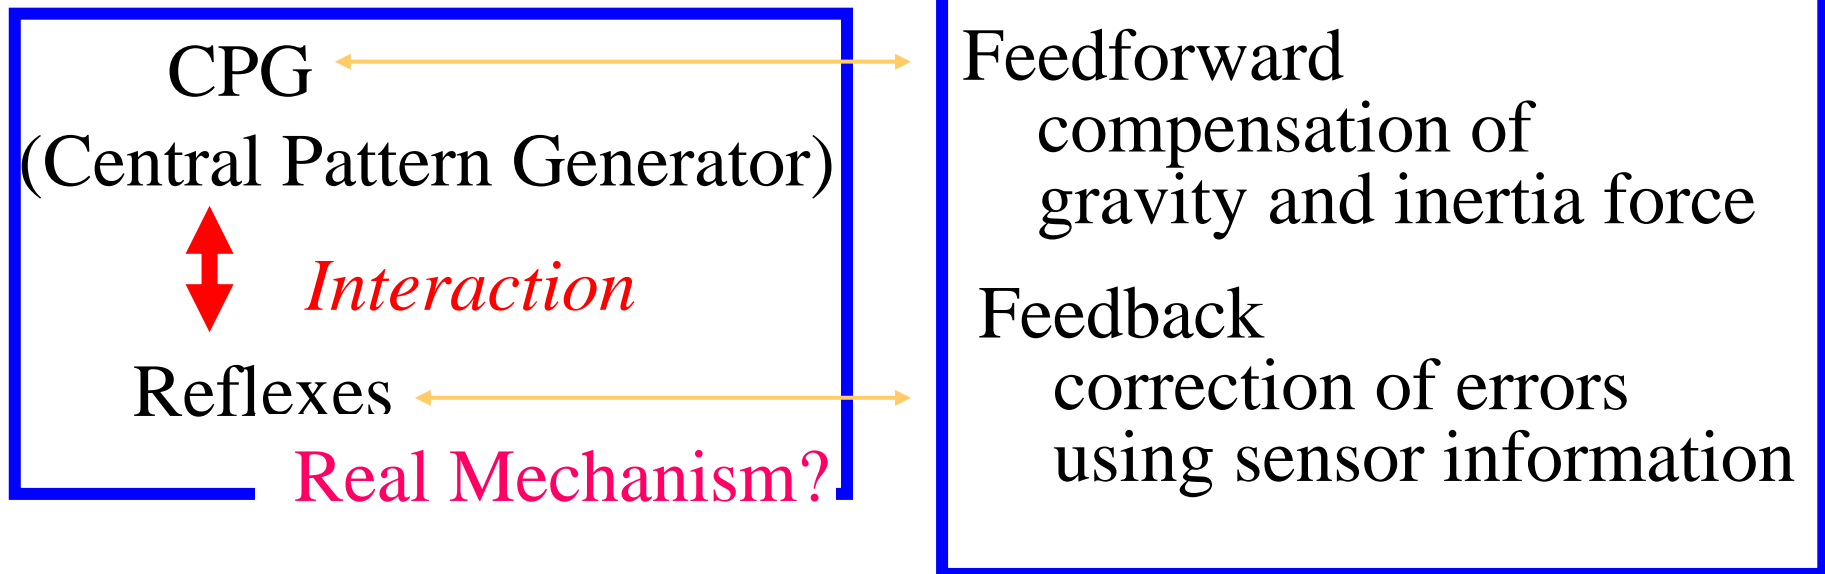 CPG
(Central Pattern Generator)
Interaction
Reflexes
Real Mechanism?
Feedforward
compensation of
gravity and inertia force
Feedback
correction of errors
using sensor information